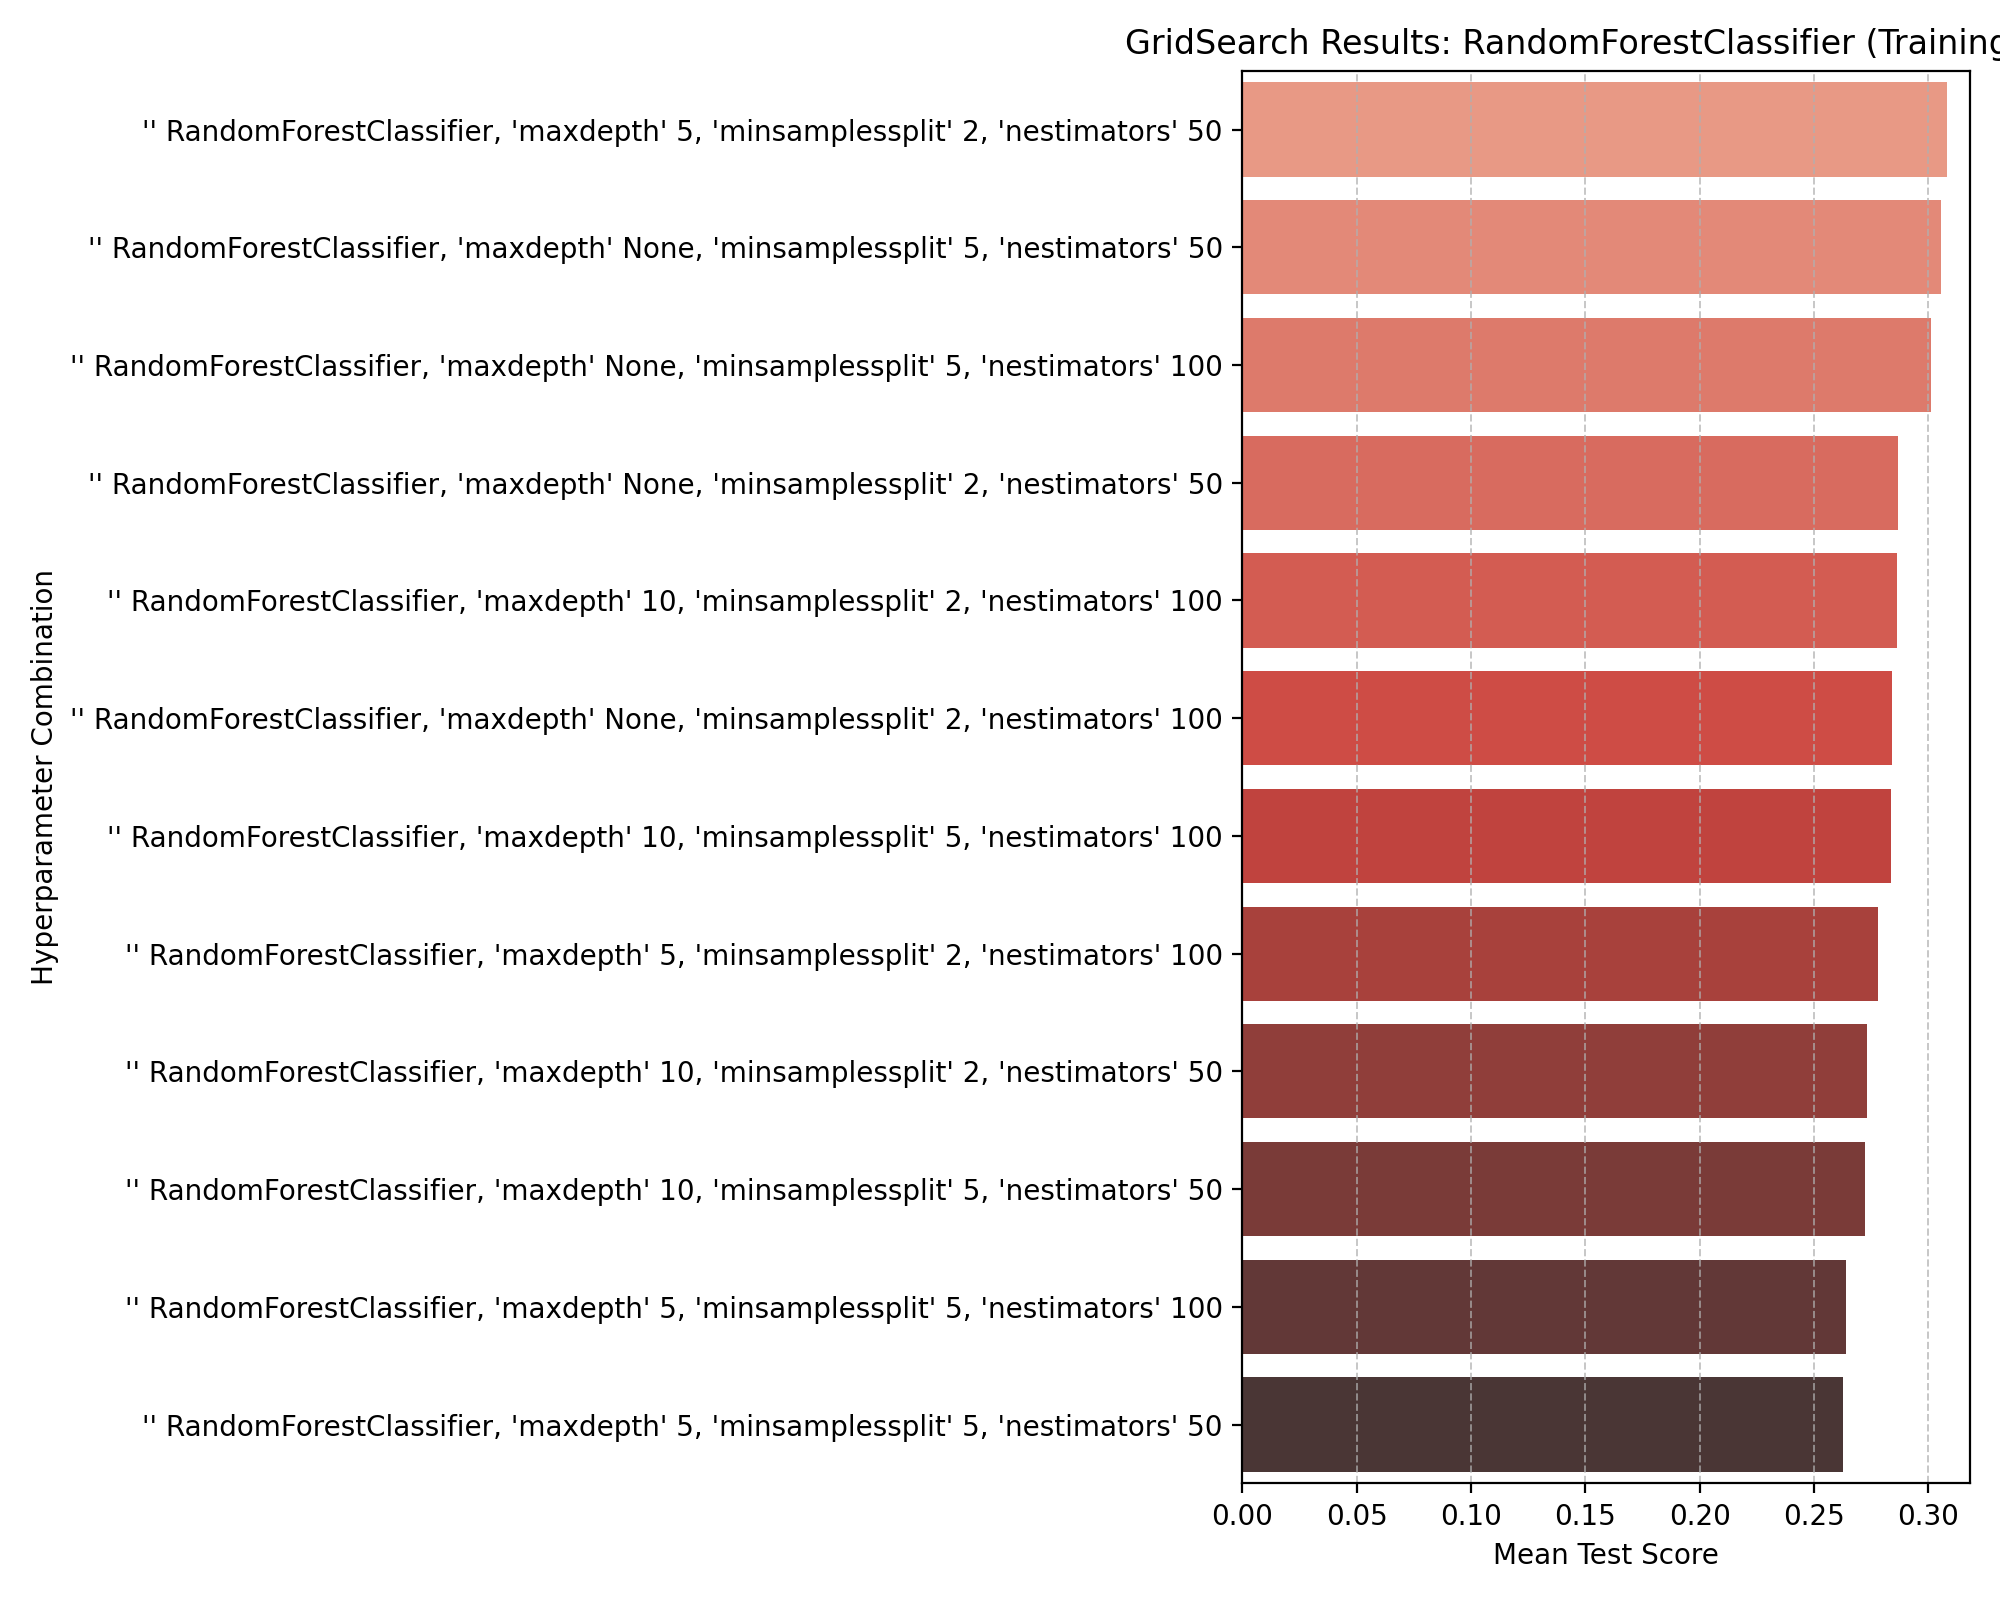 GridSearch Results: RandomForestClassifier (Training
'' RandomForestClassifier, 'maxdepth' 5, 'minsamplessplit' 2, 'nestimators' 50
'' RandomForestClassifier, 'maxdepth' None, 'minsamplessplit' 5, 'nestimators' 50
'' RandomForestClassifier, 'maxdepth' None, 'minsamplessplit' 5, 'nestimators' 100
'' RandomForestClassifier, 'maxdepth' None, 'minsamplessplit' 2, 'nestimators' 50
'' RandomForestClassifier, 'maxdepth' 10, 'minsamplessplit' 2, 'nestimators' 100
'' RandomForestClassifier, 'maxdepth' None, 'minsamplessplit' 2, 'nestimators' 100
'' RandomForestClassifier, 'maxdepth' 10, 'minsamplessplit' 5, 'nestimators' 100
'' RandomForestClassifier, 'maxdepth' 5, 'minsamplessplit' 2, 'nestimators' 100
'' RandomForestClassifier, 'maxdepth' 10, 'minsamplessplit' 2, 'nestimators' 50
'' RandomForestClassifier, 'maxdepth' 10, 'minsamplessplit' 5, 'nestimators' 50
'' RandomForestClassifier, 'maxdepth' 5, 'minsamplessplit' 5, 'nestimators' 100
'' RandomForestClassifier, 'maxdepth' 5, 'minsamplessplit' 5, 'nestimators' 50
Hyperparameter Combination
0.00 0.05 0.10 0.15 0.20 0.25 0.30
Mean Test Score